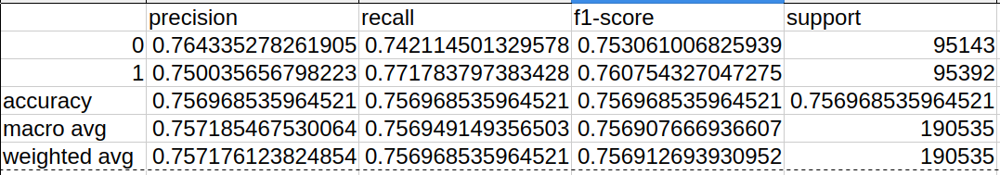 precision recall f1-score support
0 0.764335278261905 0.742114501329578 0.753061006825939 95143
1 0.750035656798223 0.771783797383428 0.760754327047275 95392
accuracy 0.756968535964521 0.756968535964521 0.756968535964521 0.756968535964521
macro avg 0.757185467530064 0.756949149356503 0.756907666936607 190535
weighted avg 0.757176123824854 0.756968535964521 0.756912693930952 190535